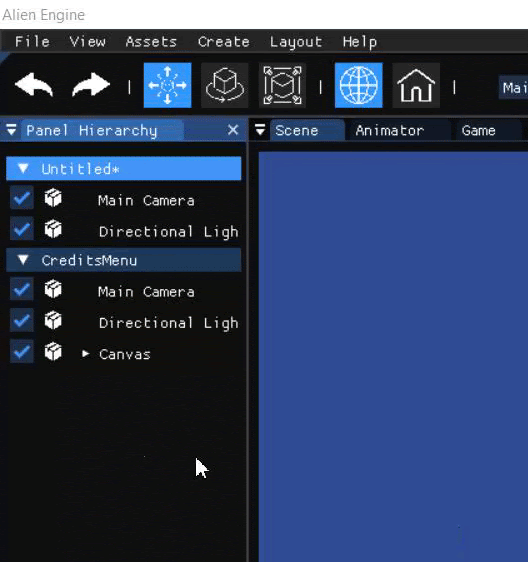 Alien Engine
File View Assets Create Layout Help
Mai
Panel Hierarchy
Scene Animator Game
Untitled*
Main Camera
Directional Ligh
CreditsMenu
Main Camera
Directional Ligh
Canvas